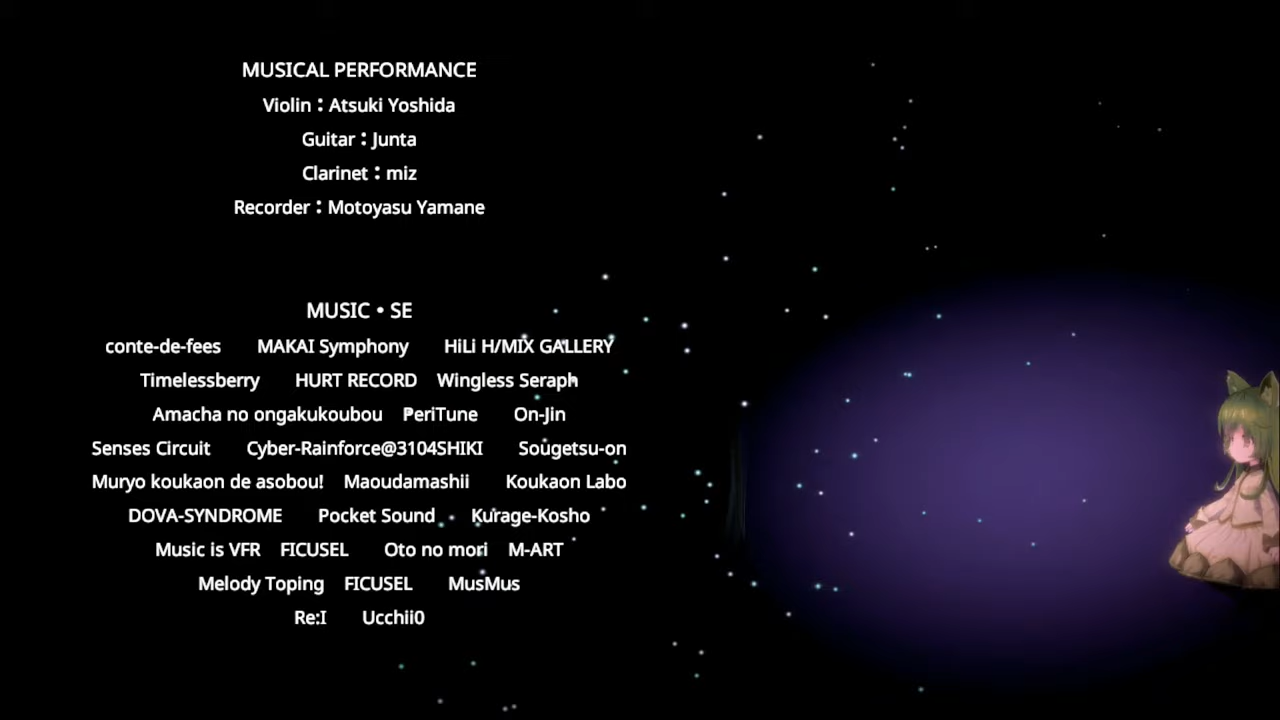 MUSICAL PERFORMANCE
Violin：Atsuki Yoshida
Guitar：Junta
Clarinet：miz
Recorder：Motoyasu Yamane
MUSIC・SE
conte-de-fees MAKAI Symphony HiLi H/MIX GALLERY
Timelessberry HURT RECORD Wingless Seraph
Amacha no ongakukoubou PeriTune On-Jin
Senses Circuit Cyber-Rainforce@3104SHIKI Sougetsu-on
Muryo koukaon de asobou! Maoudamashii Koukaon Labo
DOVA-SYNDROME Pocket Sound Kurage-Kosho
Music is VFR FICUSEL Oto no mori M-ART
Melody Toping FICUSEL MusMus
Re:I Ucchii0